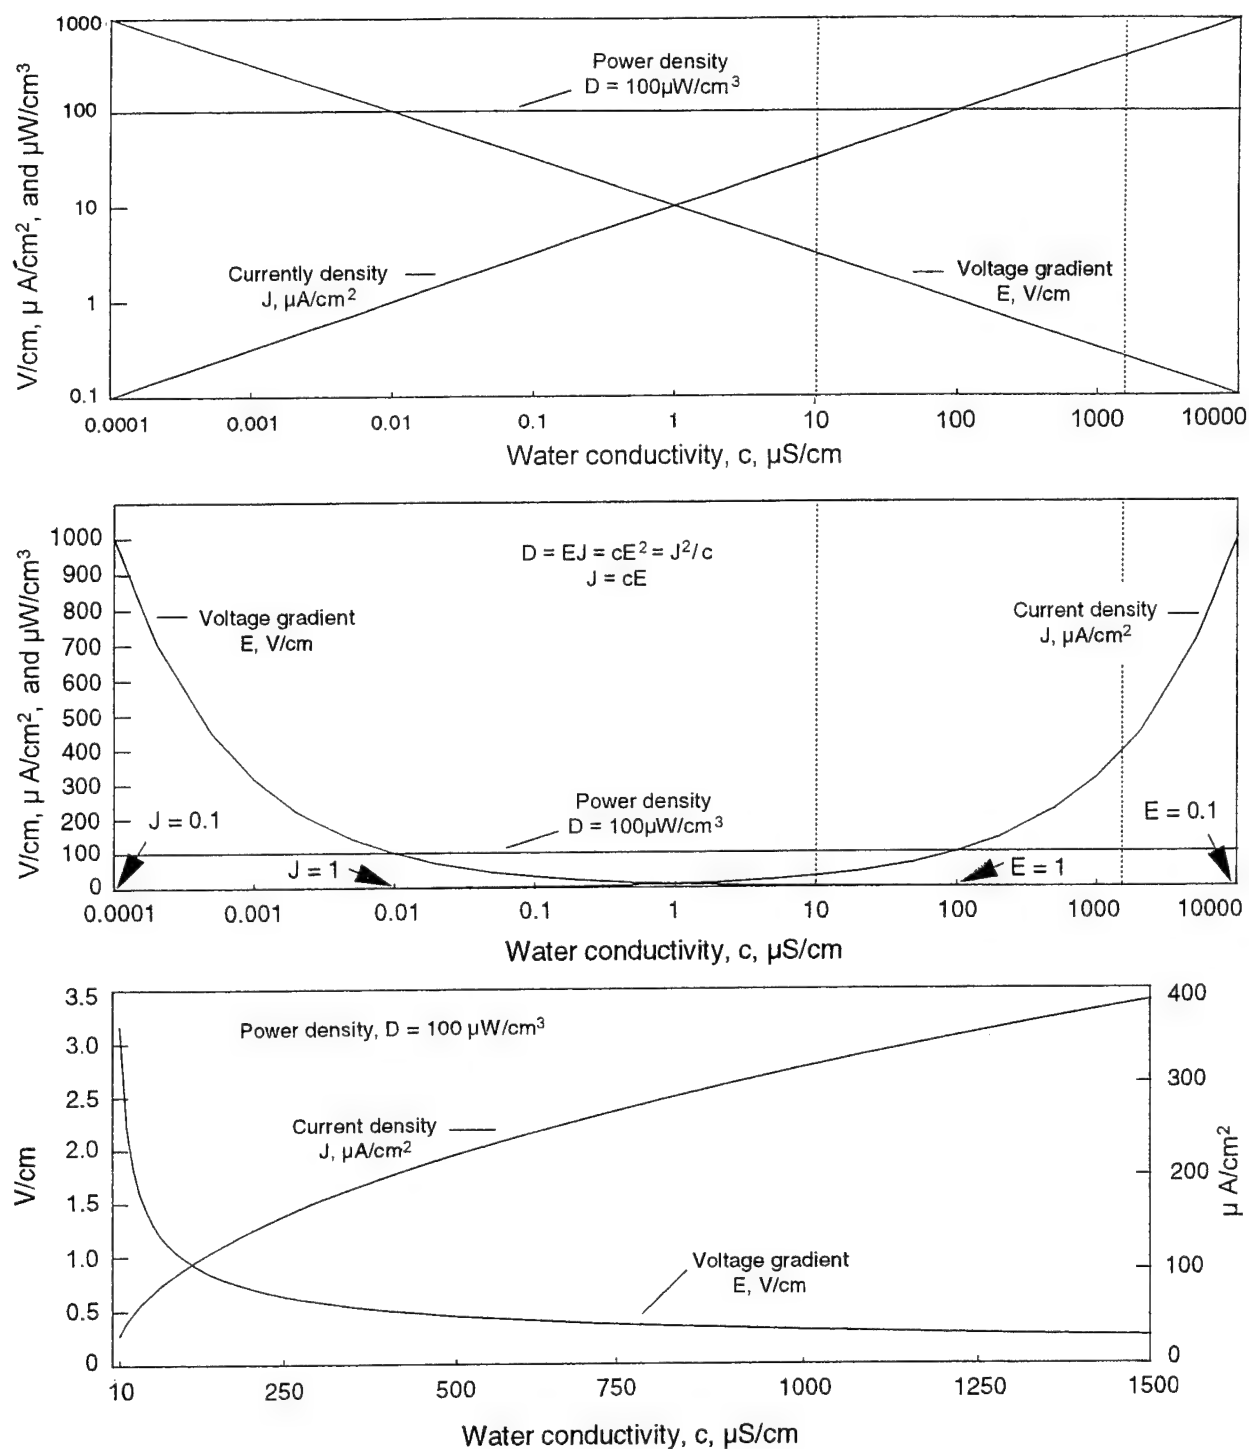 1000
100
10
1
0.1
V/cm, µ A/cm², and µW/cm³
Power density
D = 100µW/cm³
Currently density
J, µA/cm²
Voltage gradient
E, V/cm
0.0001 0.001 0.01 0.1 1 10 100 1000 10000
Water conductivity, c, µS/cm
1000
900
800
700
600
500
400
300
200
100
0
V/cm, µ A/cm², and µW/cm³
D = EJ = cE² = J²/c
J = cE
Voltage gradient
E, V/cm
Current density
J, µA/cm²
Power density
D = 100µW/cm³
J = 0.1
J = 1
E = 1
E = 0.1
0.0001 0.001 0.01 0.1 1 10 100 1000 10000
Water conductivity, c, µS/cm
3.5
3.0
2.5
2.0
1.5
1.0
0.5
0
V/cm
Power density, D = 100 µW/cm³
Current density
J, µA/cm²
Voltage gradient
E, V/cm
400
300
200
100
0
µ A/cm²
10 250 500 750 1000 1250 1500
Water conductivity, c, µS/cm